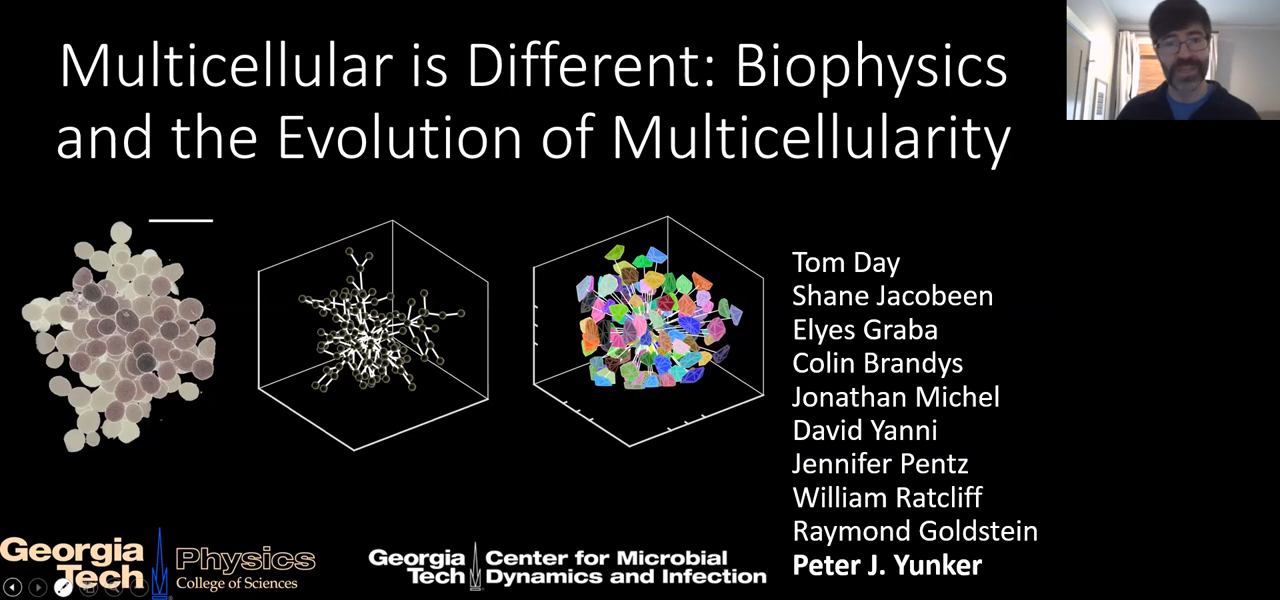 Multicellular is Different: Biophysics
and the Evolution of Multicellularity
Tom Day
Shane Jacobeen
Elyes Graba
Colin Brandys
Jonathan Michel
David Yanni
Jennifer Pentz
William Ratcliff
Raymond Goldstein
Peter J. Yunker
Georgia
Tech
Physics
College of Sciences
Georgia
Tech
Center for Microbial
Dynamics and Infection